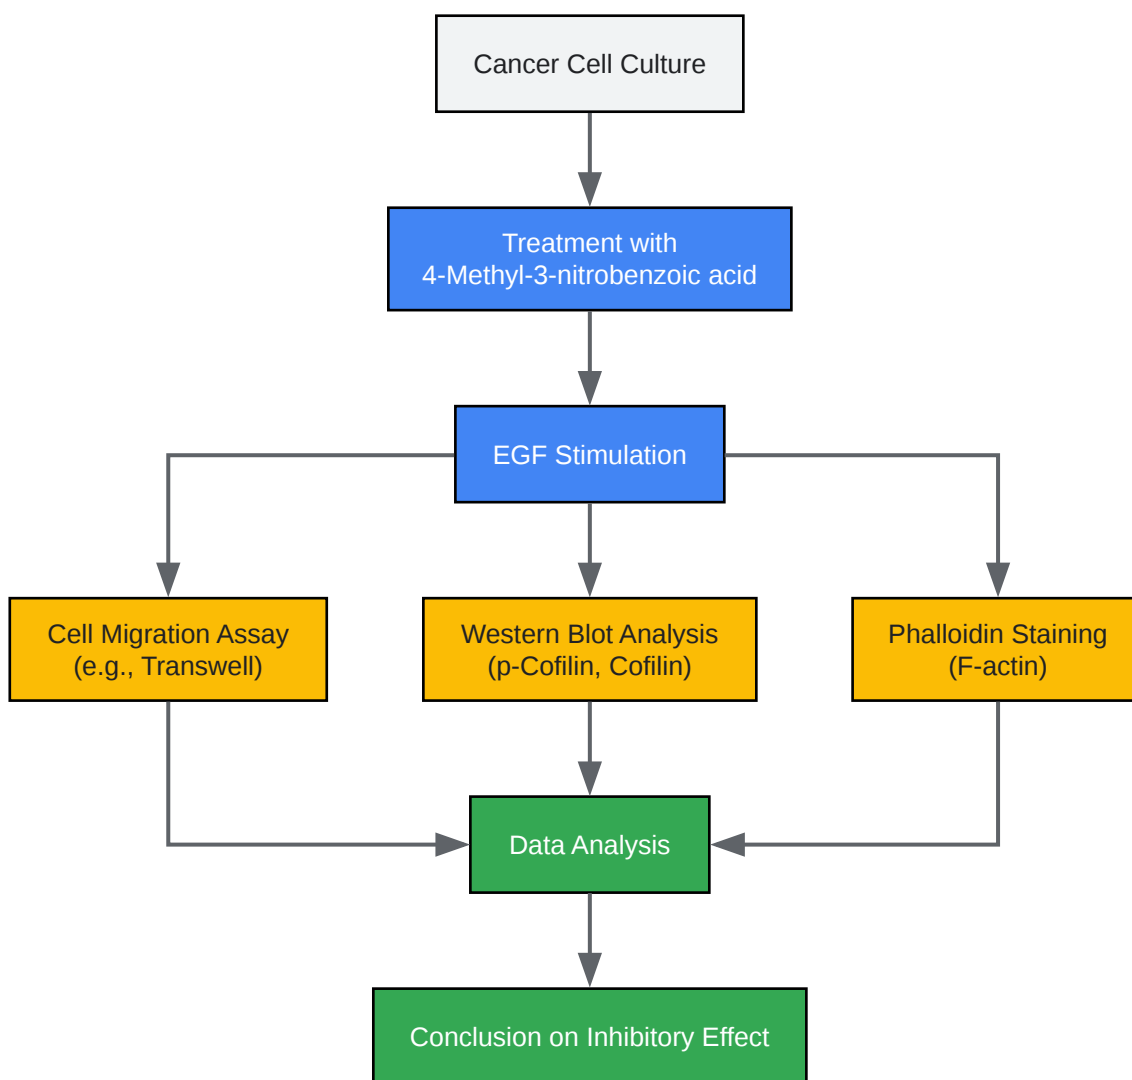 Cancer Cell Culture
Treatment with
4-Methyl-3-nitrobenzoic acid
EGF Stimulation
Cell Migration Assay
(e.g., Transwell)
Western Blot Analysis
(p-Cofilin, Cofilin)
Phalloidin Staining
(F-actin)
Data Analysis
Conclusion on Inhibitory Effect